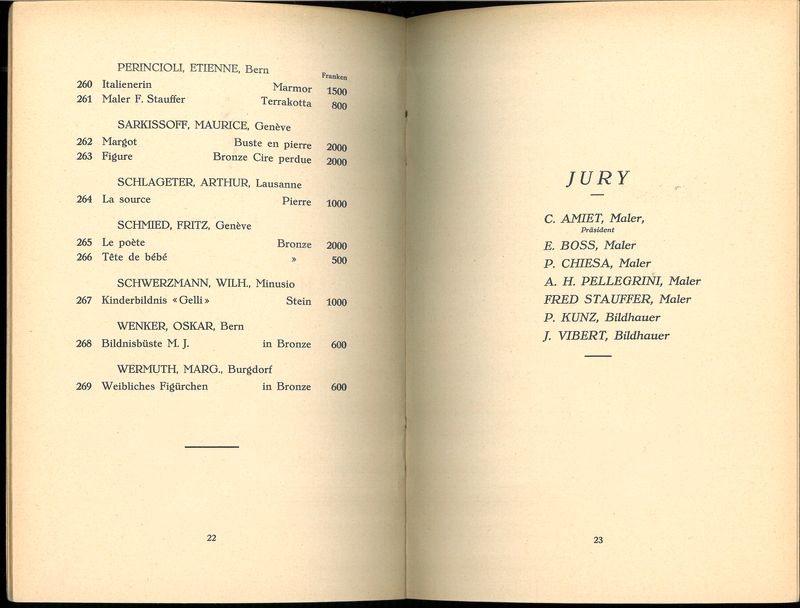 PERINCIOLI, ETIENNE, Bern
Franken
260 Italienerin Marmor 1500
261 Maler F. Stauffer Terrakotta 800
SARKISSOFF, MAURICE, Genève
262 Margot Buste en pierre 2000
263 Figure Bronze Cire perdue 2000
SCHLAGETER, ARTHUR, Lausanne
264 La source Pierre 1000
SCHMIED, FRITZ, Genève
265 Le poète Bronze 2000
266 Tête de bébé » 500
SCHWERZMANN, WILH., Minusio
267 Kinderbildnis «Gelli» Stein 1000
WENKER, OSKAR, Bern
268 Bildnisbüste M. J. in Bronze 600
WERMUTH, MARG., Burgdorf
269 Weibliches Figürchen in Bronze 600
22
JURY
C. AMIET, Maler,
Präsident
E. BOSS, Maler
P. CHIESA, Maler
A. H. PELLEGRINI, Maler
FRED STAUFFER, Maler
P. KUNZ, Bildhauer
J. VIBERT, Bildhauer
23